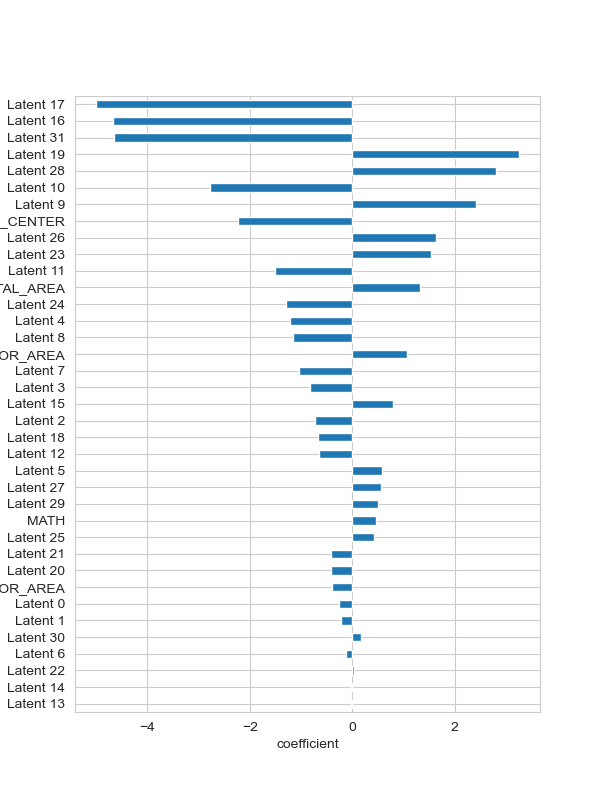 Latent 17
Latent 16
Latent 31
Latent 19
Latent 28
Latent 10
Latent 9
_CENTER
Latent 26
Latent 23
Latent 11
TAL_AREA
Latent 24
Latent 4
Latent 8
OR_AREA
Latent 7
Latent 3
Latent 15
Latent 2
Latent 18
Latent 12
Latent 5
Latent 27
Latent 29
MATH
Latent 25
Latent 21
Latent 20
OR_AREA
Latent 0
Latent 1
Latent 30
Latent 6
Latent 22
Latent 14
Latent 13
−4 −2 0 2
coefficient